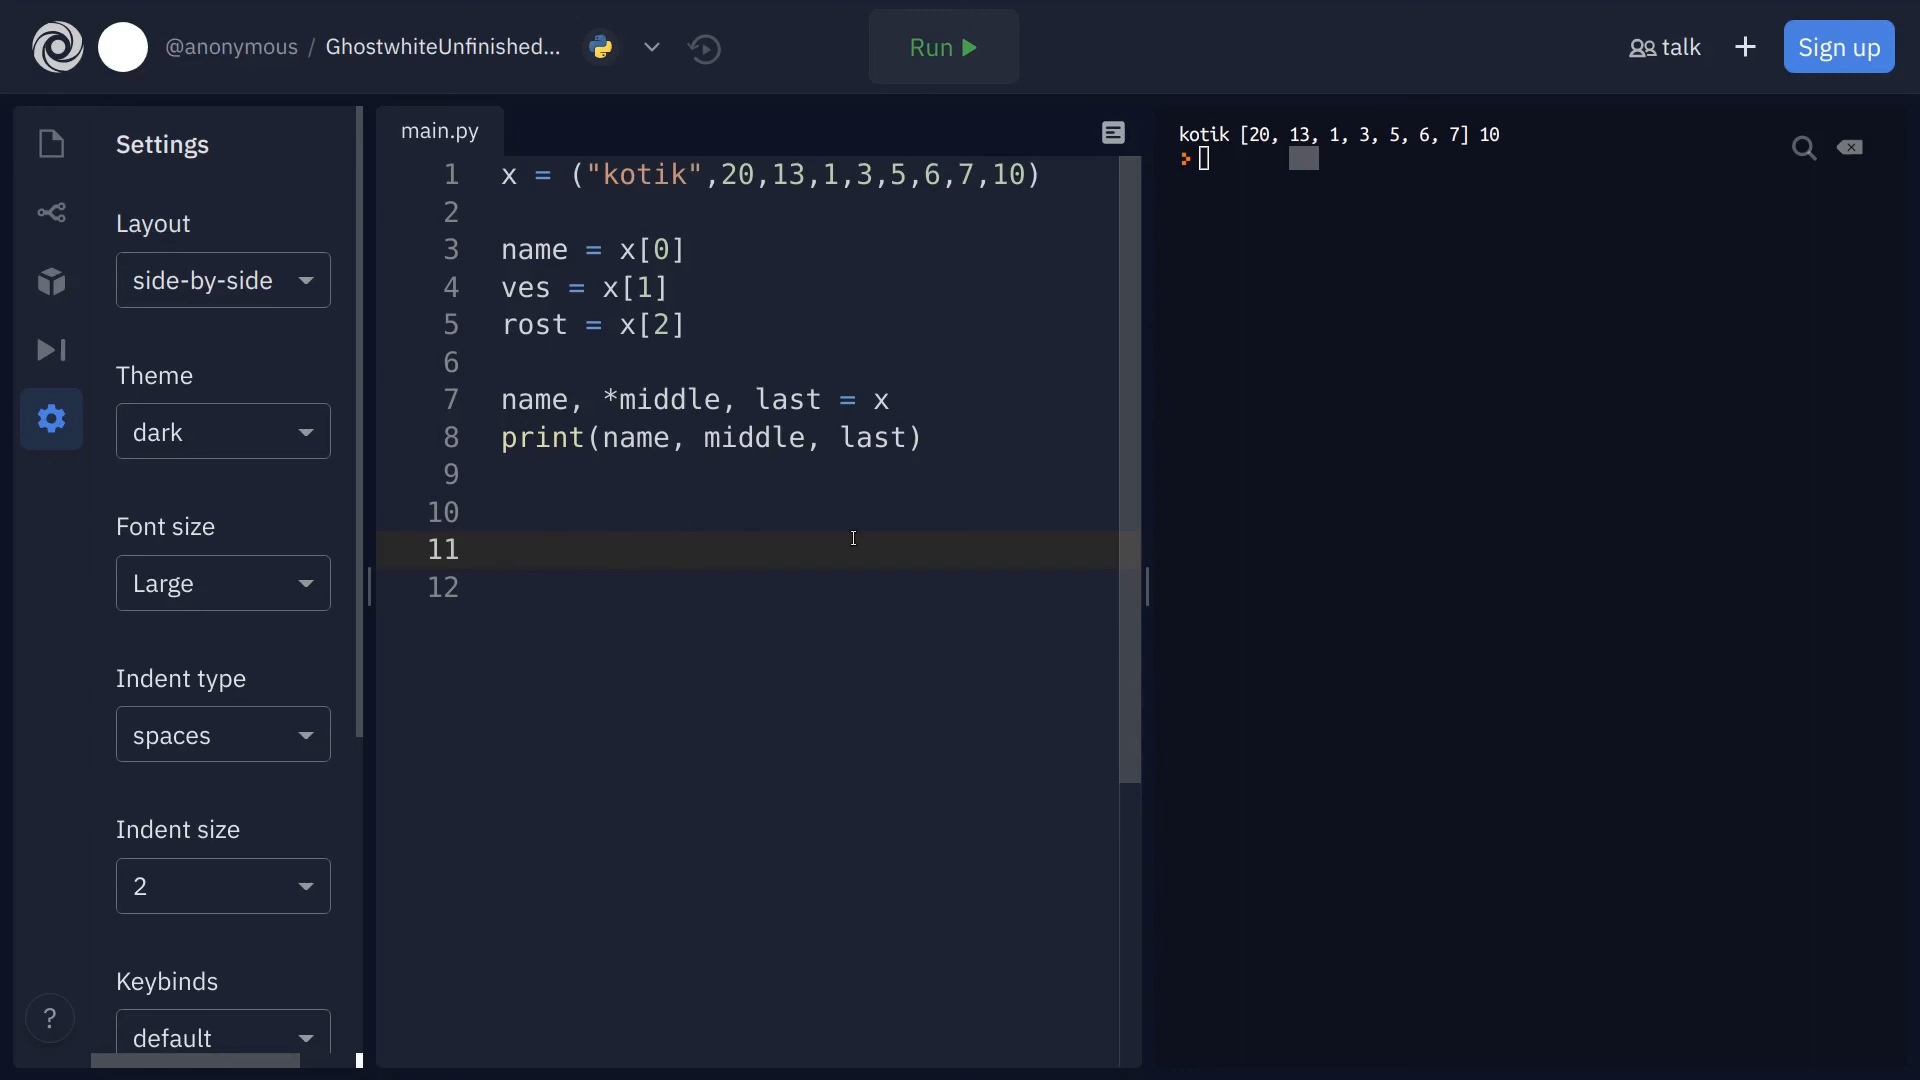 @anonymous / GhostwhiteUnfinished...
Run
talk
+
Sign up
Settings
Layout
side-by-side
Theme
dark
Font size
Large
Indent type
spaces
Indent size
2
Keybinds
default
?
main.py
1 x = ("kotik",20,13,1,3,5,6,7,10)
2
3 name = x[0]
4 ves = x[1]
5 rost = x[2]
6
7 name, *middle, last = x
8 print(name, middle, last)
9
10
11
12
kotik [20, 13, 1, 3, 5, 6, 7] 10